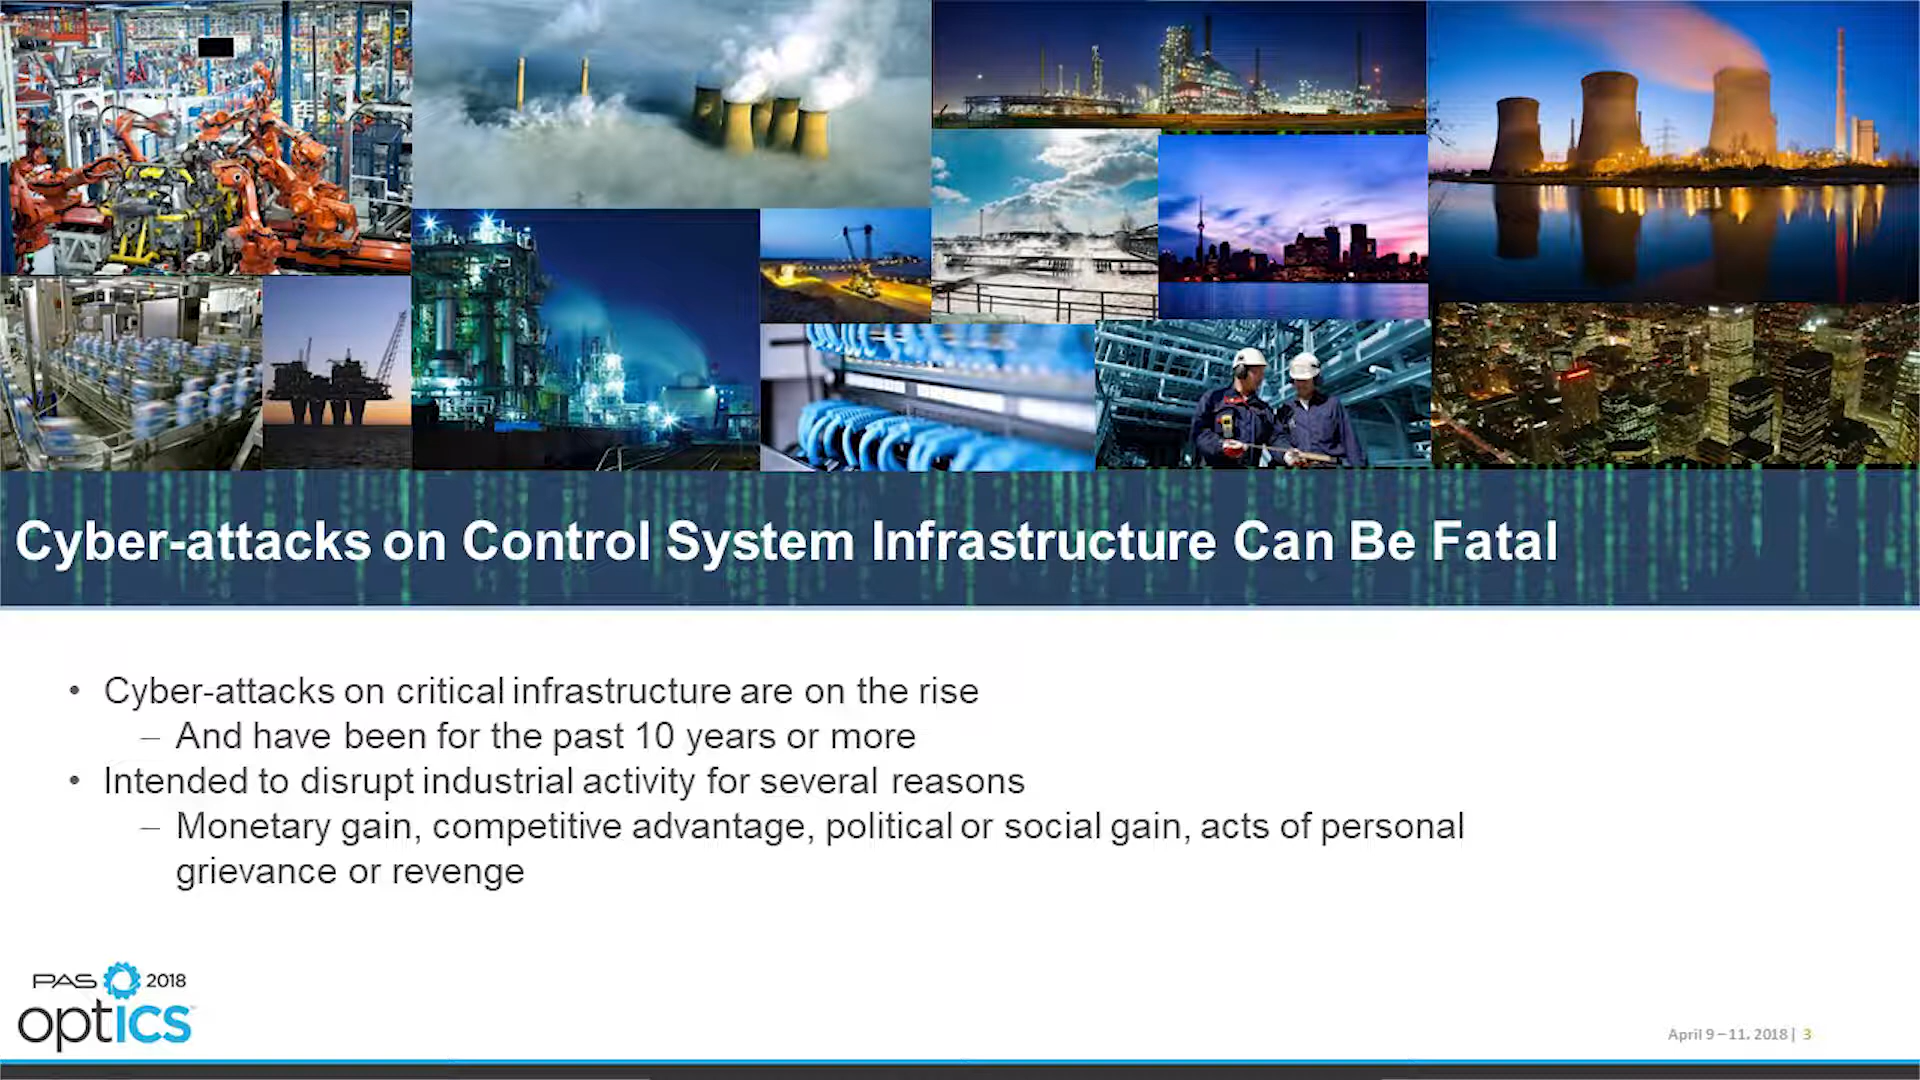 Cyber-attacks on Control System Infrastructure Can Be Fatal
• Cyber-attacks on critical infrastructure are on the rise
– And have been for the past 10 years or more
• Intended to disrupt industrial activity for several reasons
– Monetary gain, competitive advantage, political or social gain, acts of personal
grievance or revenge
PAS 2018
optICS
April 9 – 11. 2018 | 3